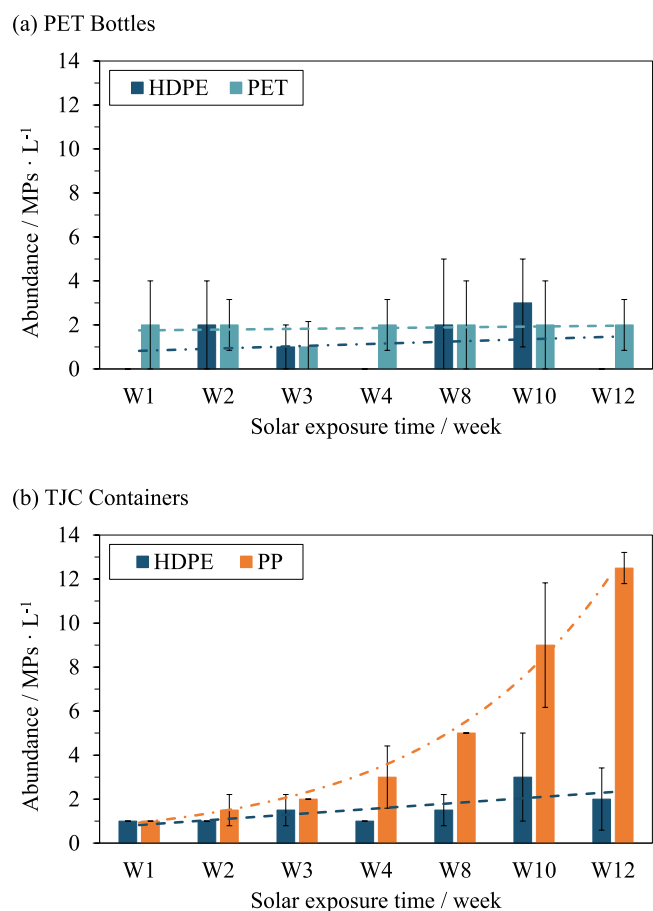 (a) PET Bottles
14
HDPE PET
12
10
8
6
4
2
0
Abundance / MPs · L⁻¹
W1 W2 W3 W4 W8 W10 W12
Solar exposure time / week
(b) TJC Containers
14
HDPE PP
12
10
8
6
4
2
0
Abundance / MPs · L⁻¹
W1 W2 W3 W4 W8 W10 W12
Solar exposure time / week